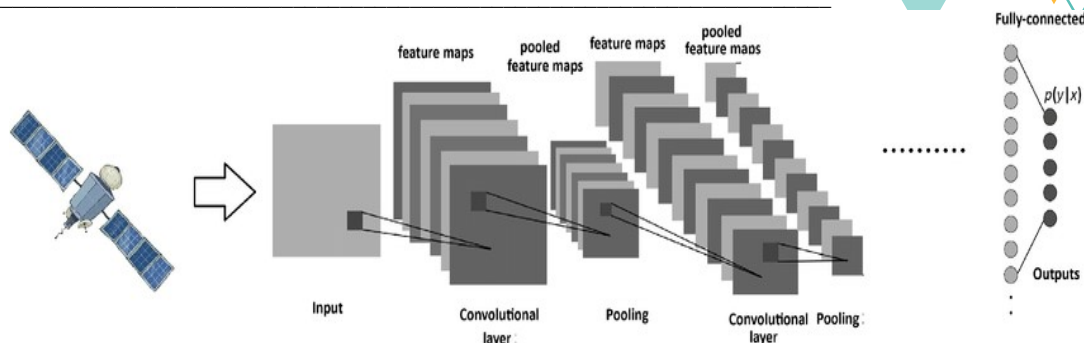 Fully-connected
feature maps
pooled
feature maps
feature maps
pooled
feature maps
p(y|x)
Input
Convolutional
layer
Pooling
Convolutional
layer
Pooling
Outputs